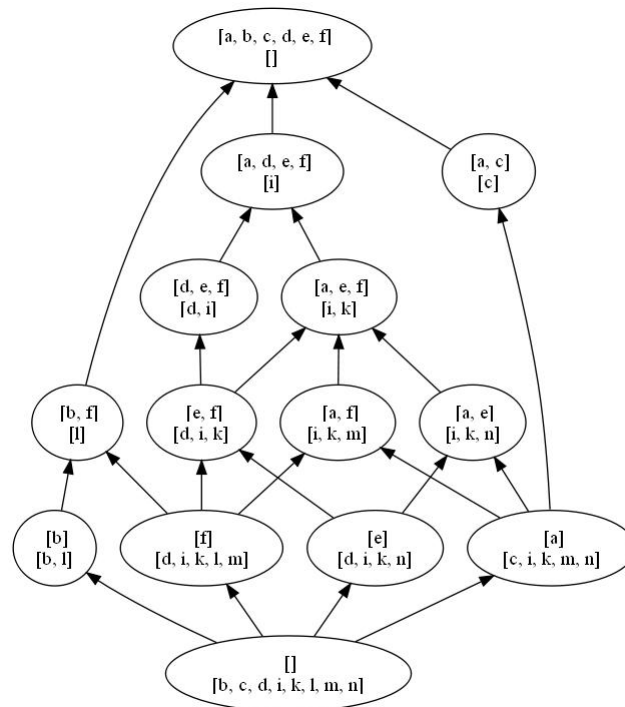 [a, b, c, d, e, f]
[]
[a, d, e, f]
[i]
[a, c]
[c]
[d, e, f]
[d, i]
[a, e, f]
[i, k]
[b, f]
[l]
[e, f]
[d, i, k]
[a, f]
[i, k, m]
[a, e]
[i, k, n]
[b]
[b, l]
[f]
[d, i, k, l, m]
[e]
[d, i, k, n]
[a]
[c, i, k, m, n]
[]
[b, c, d, i, k, l, m, n]